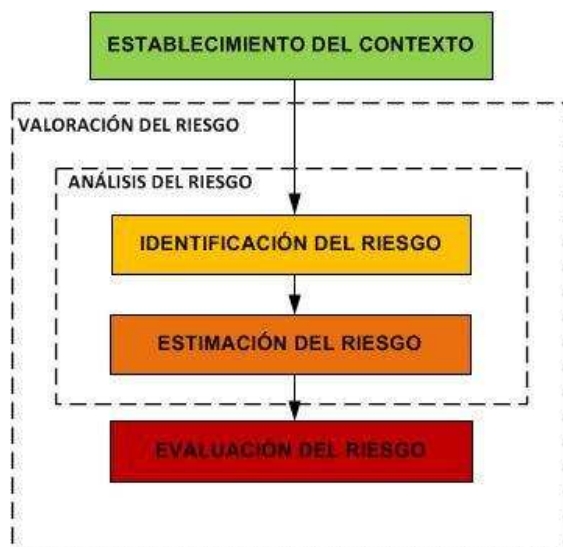 ESTABLECIMIENTO DEL CONTEXTO
VALORACIÓN DEL RIESGO
ANÁLISIS DEL RIESGO
IDENTIFICACIÓN DEL RIESGO
ESTIMACIÓN DEL RIESGO
EVALUACIÓN DEL RIESGO